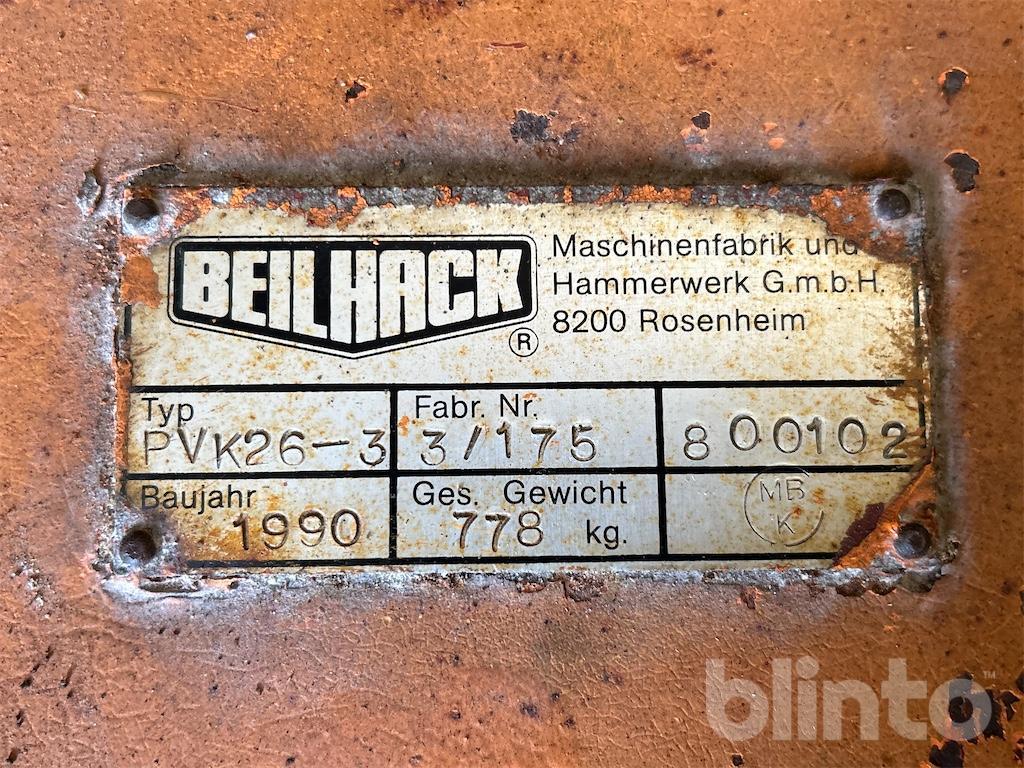 BEILHACK
®
Maschinenfabrik und
Hammerwerk G.m.b.H.
8200 Rosenheim
Typ
PVK26-3
Fabr. Nr.
3/175
800102
Baujahr
1990
Ges. Gewicht
778 kg.
MB
K
blinto™